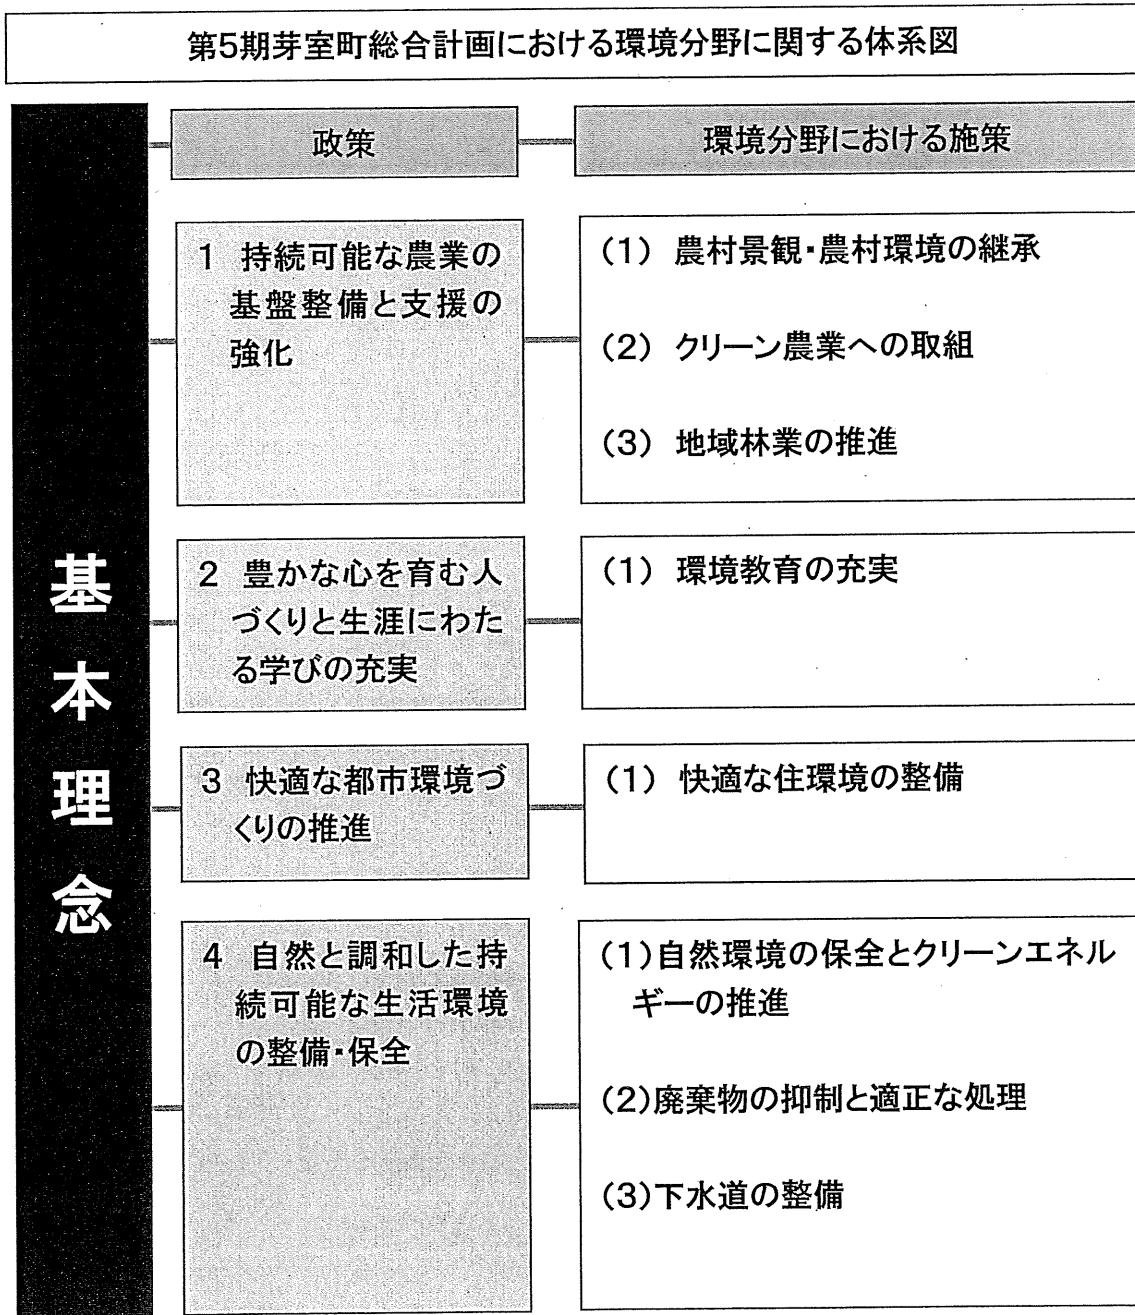 第5期芽室町総合計画における環境分野に関する体系図
基本理念
政策
環境分野における施策
1 持続可能な農業の
基盤整備と支援の
強化
(1) 農村景観・農村環境の継承
(2) クリーン農業への取組
(3) 地域林業の推進
2 豊かな心を育む人
づくりと生涯にわた
る学びの充実
(1) 環境教育の充実
3 快適な都市環境づ
くりの推進
(1) 快適な住環境の整備
4 自然と調和した持
続可能な生活環境
の整備・保全
(1)自然環境の保全とクリーンエネル
ギーの推進
(2)廃棄物の抑制と適正な処理
(3)下水道の整備